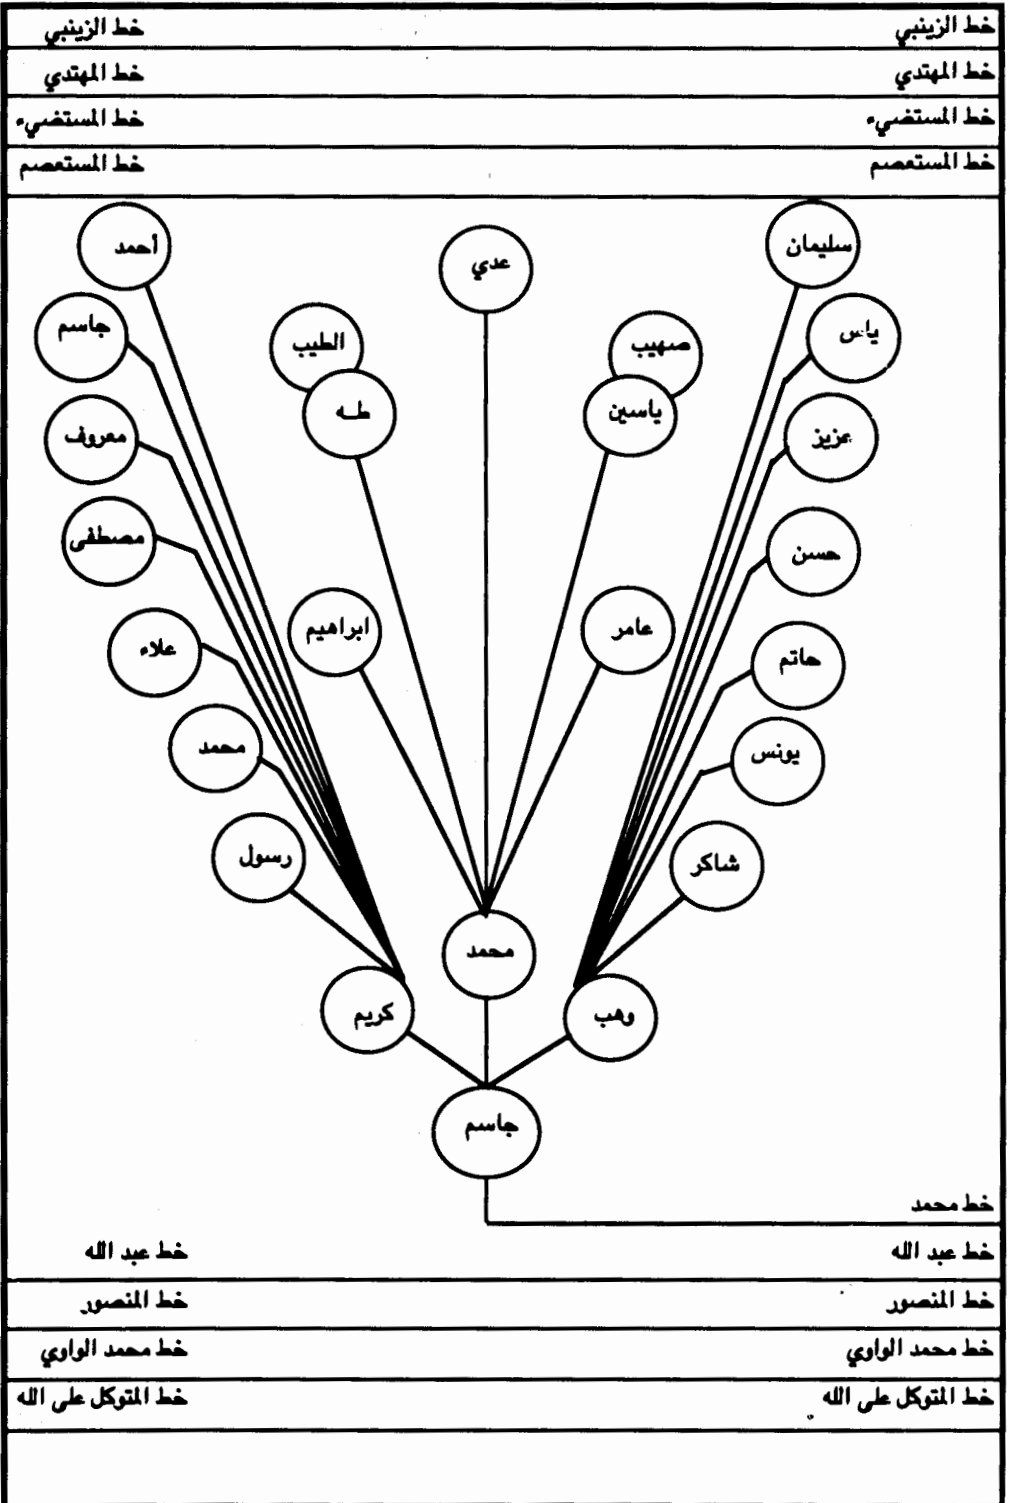 خط الزينبي خط الزينبي
خط المهتدي خط المهتدي
خط المستضيء خط المستضيء
خط المستعصم خط المستعصم
سليمان
عدي
أحمد
ياس
صهيب
الطيب
جاسم
ياسين
طه
عزيز
معروف
حسن
مصطفى
عامر
ابراهيم
حاتم
علاء
يونس
محمد
شاكر
رسول
محمد
وهب
كريم
جاسم
خط محمد
خط عبد الله خط عبد الله
خط المنصور خط المنصور
خط محمد الواوي خط محمد الواوي
خط المتوكل على الله خط المتوكل على الله